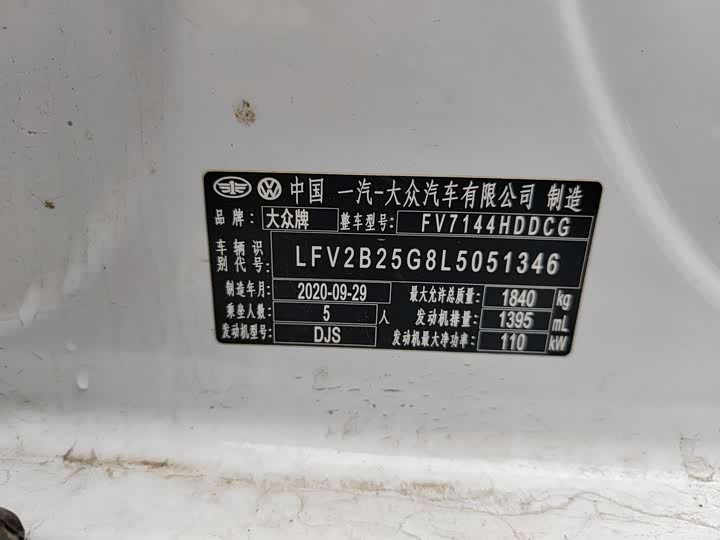 中国 一汽-大众汽车有限公司 制造
品牌: 大众牌 整车型号: FV7144HDDCG
车辆识别代号: LFV2B25G8L5051346
制造年月: 2020-09-29 最大允许总质量: 1840 kg
乘坐人数: 5 人 发动机排量: 1395 mL
发动机型号: DJS 发动机最大净功率: 110 kW